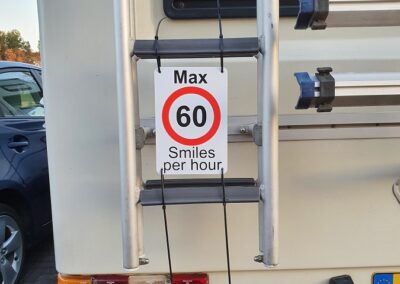 Max
60
Smiles
per hour